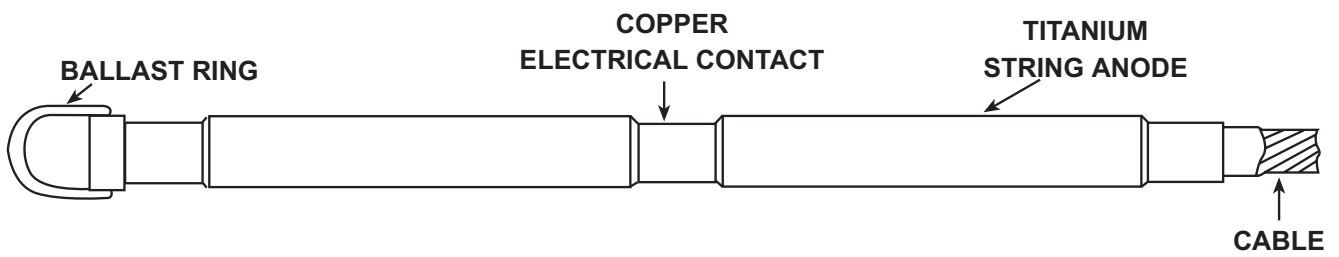 BALLAST RING
COPPER
ELECTRICAL CONTACT
TITANIUM
STRING ANODE
CABLE